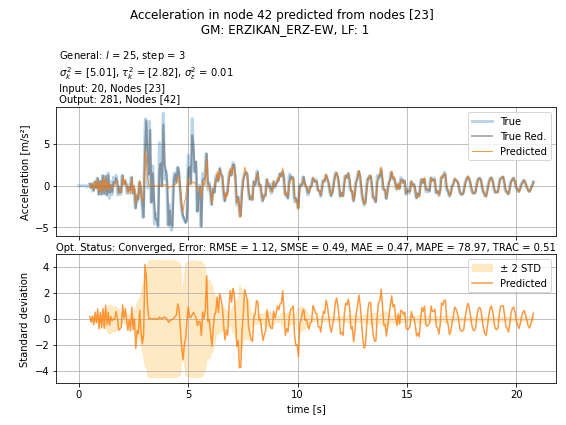 Acceleration in node 42 predicted from nodes [23]
GM: ERZIKAN_ERZ-EW, LF: 1
General: l = 25, step = 3
σ²ₖ = [5.01], τ²ₖ = [2.82], σ²ε = 0.01
Input: 20, Nodes [23]
Output: 281, Nodes [42]
True
True Red.
Predicted
Acceleration [m/s²]
5
0
−5
Opt. Status: Converged, Error: RMSE = 1.12, SMSE = 0.49, MAE = 0.47, MAPE = 78.97, TRAC = 0.51
± 2 STD
Predicted
Standard deviation
4
2
0
−2
−4
0 5 10 15 20
time [s]